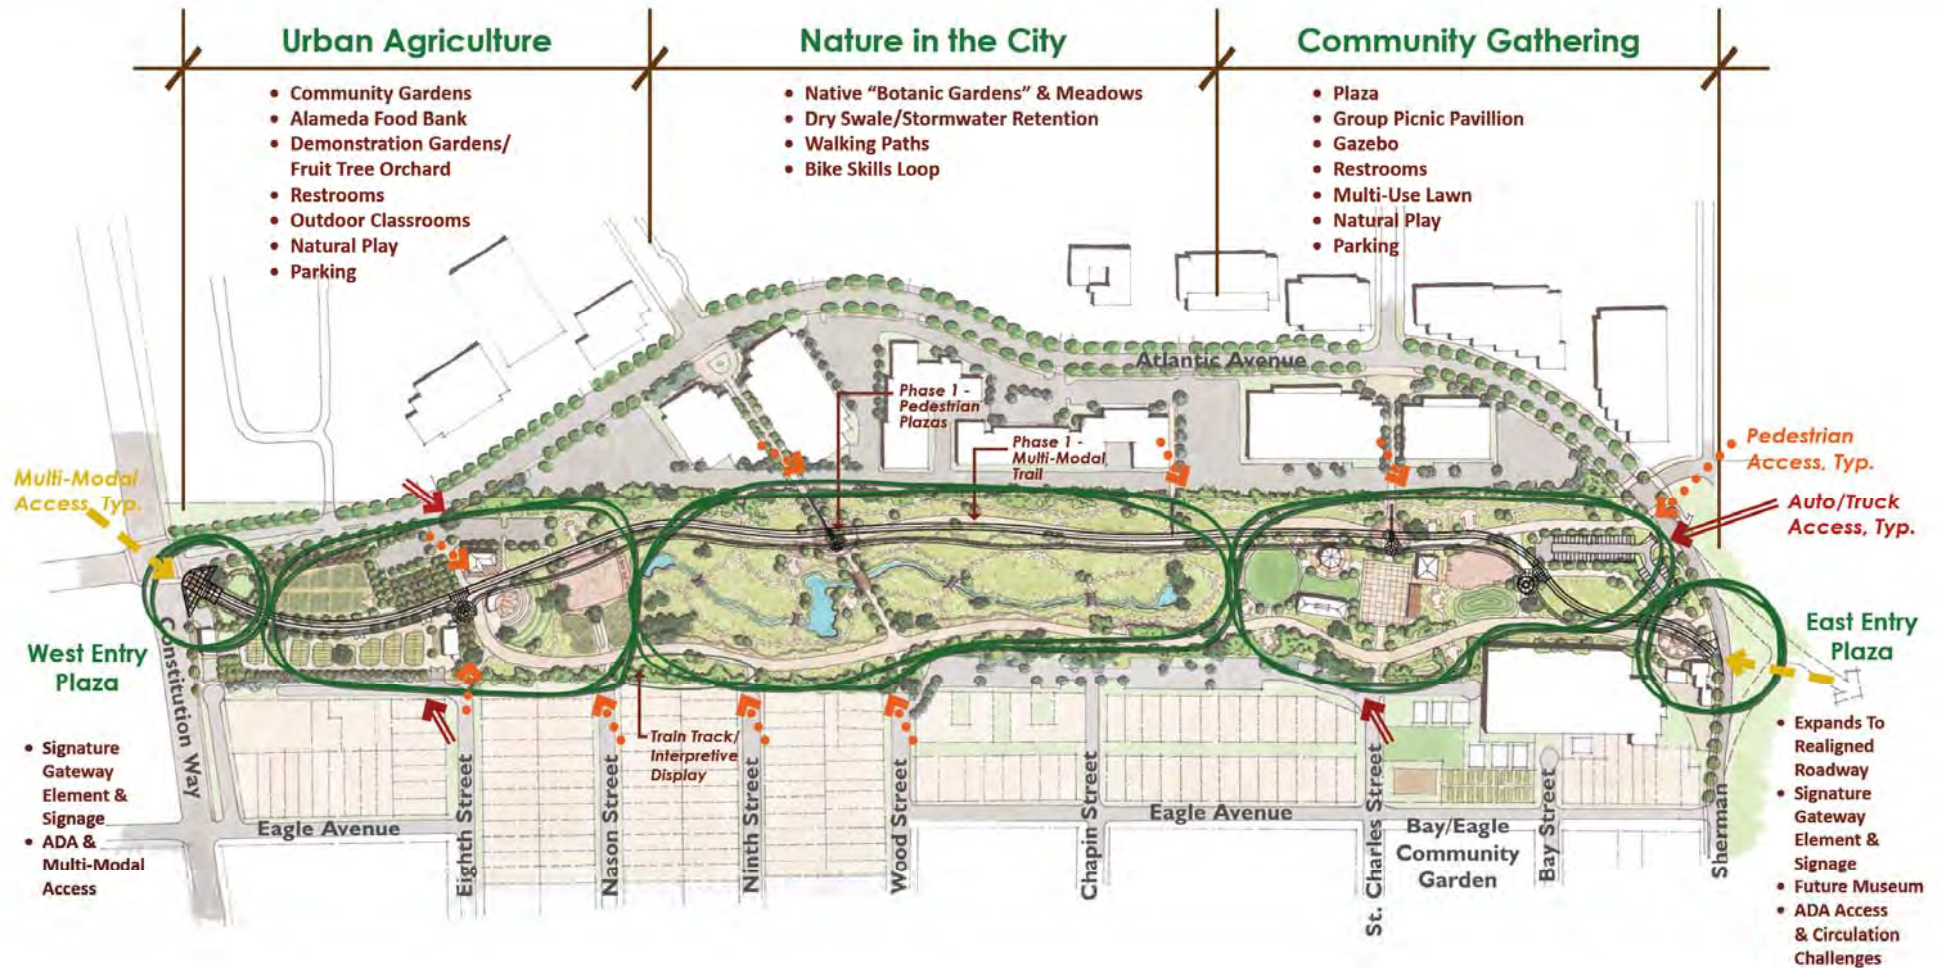 Urban Agriculture
• Community Gardens
• Alameda Food Bank
• Demonstration Gardens/
Fruit Tree Orchard
• Restrooms
• Outdoor Classrooms
• Natural Play
• Parking
Nature in the City
• Native “Botanic Gardens” & Meadows
• Dry Swale/Stormwater Retention
• Walking Paths
• Bike Skills Loop
Community Gathering
• Plaza
• Group Picnic Pavillion
• Gazebo
• Restrooms
• Multi-Use Lawn
• Natural Play
• Parking
Atlantic Avenue
Phase 1 -
Pedestrian
Plazas
Phase 1 -
Multi-Modal
Trail
Multi-Modal
Access, Typ.
Pedestrian
Access, Typ.
Auto/Truck
Access, Typ.
West Entry
Plaza
• Signature
Gateway
Element &
Signage
• ADA &
Multi-Modal
Access
East Entry
Plaza
• Expands To
Realigned
Roadway
• Signature
Gateway
Element &
Signage
• Future Museum
• ADA Access
& Circulation
Challenges
Train Track/
Interpretive
Display
Constitution Way
Eagle Avenue
Eighth Street
Nason Street
Ninth Street
Wood Street
Chapin Street
Eagle Avenue
St. Charles Street
Bay/Eagle
Community
Garden
Bay Street
Sherman